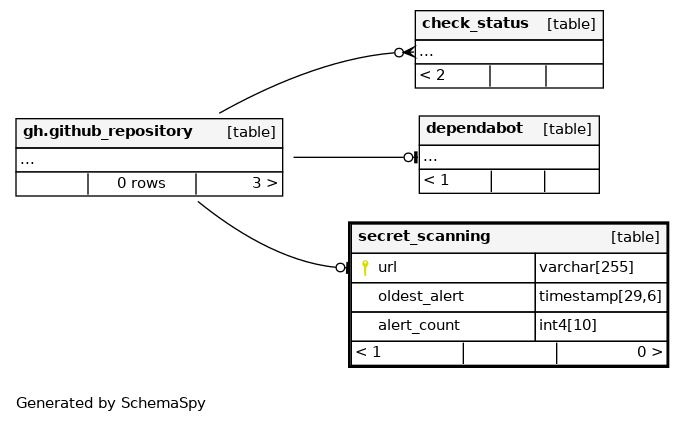 check_status [table]
...
< 2
gh.github_repository [table]
...
0 rows 3 >
dependabot [table]
...
< 1
secret_scanning [table]
url varchar[255]
oldest_alert timestamp[29,6]
alert_count int4[10]
< 1 0 >
Generated by SchemaSpy